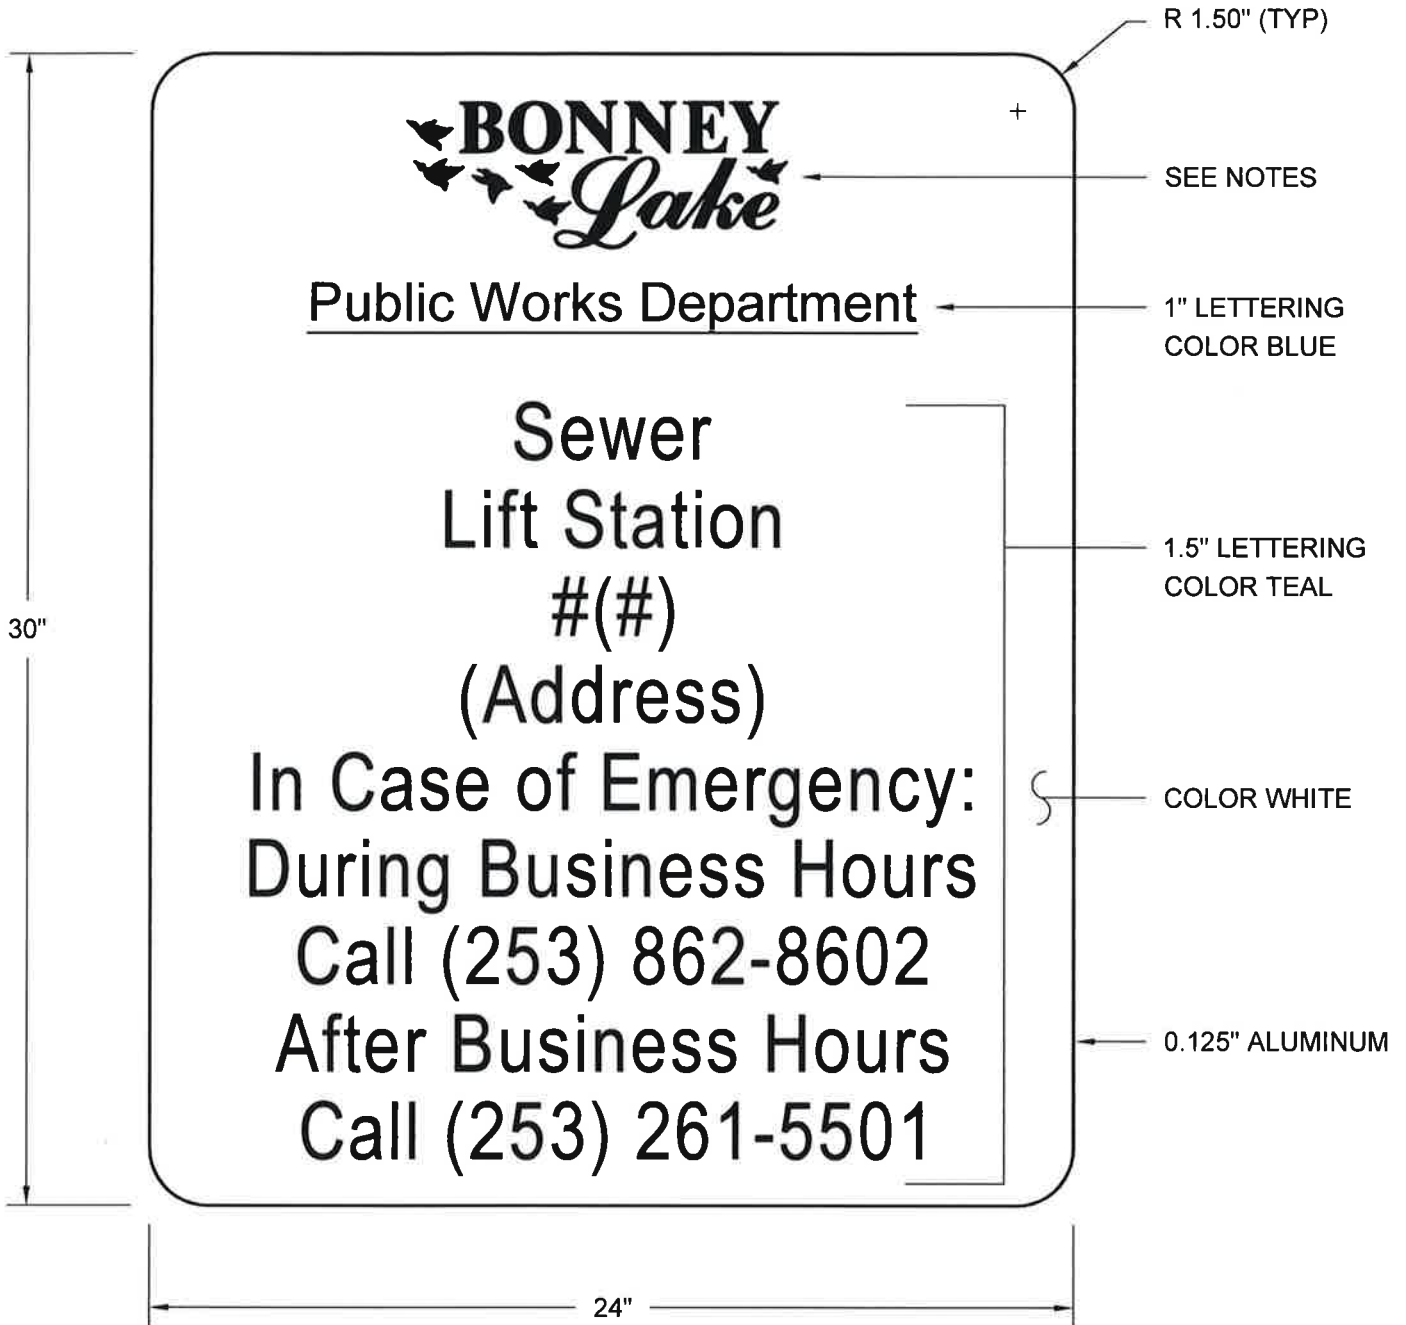 R 1.50" (TYP)
BONNEY
Lake
SEE NOTES
Public Works Department
1" LETTERING
COLOR BLUE
Sewer
Lift Station
#(#)
(Address)
In Case of Emergency:
During Business Hours
Call (253) 862-8602
After Business Hours
Call (253) 261-5501
1.5" LETTERING
COLOR TEAL
COLOR WHITE
0.125" ALUMINUM
30"
24"